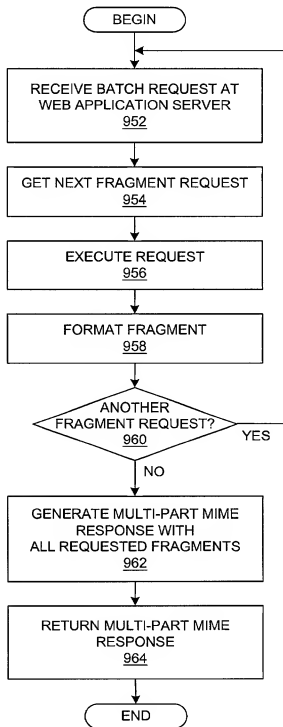 BEGIN
RECEIVE BATCH REQUEST AT
WEB APPLICATION SERVER
952
GET NEXT FRAGMENT REQUEST
954
EXECUTE REQUEST
956
FORMAT FRAGMENT
958
ANOTHER
FRAGMENT REQUEST?
960
YES
NO
GENERATE MULTI-PART MIME
RESPONSE WITH
ALL REQUESTED FRAGMENTS
962
RETURN MULTI-PART MIME
RESPONSE
964
END